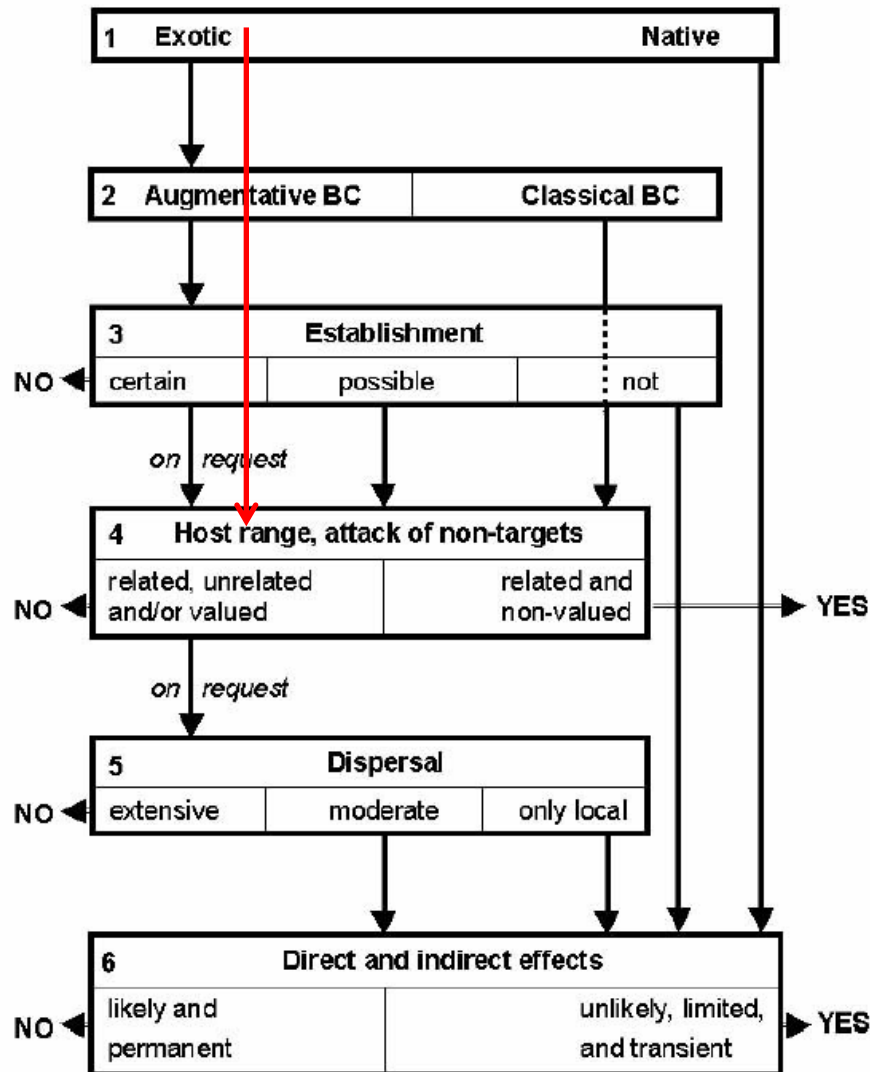 1 Exotic Native
2 Augmentative BC Classical BC
3 Establishment
NO certain possible not
on request
4 Host range, attack of non-targets
related, unrelated related and
NO and/or valued non-valued YES
on request
5 Dispersal
NO extensive moderate only local
6 Direct and indirect effects
likely and unlikely, limited,
NO permanent and transient YES